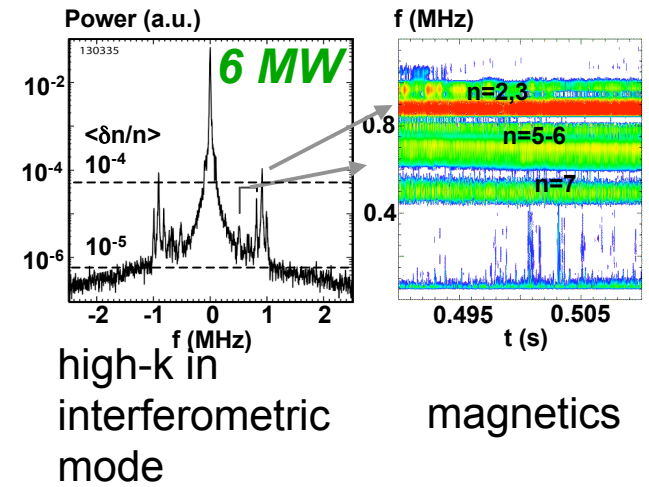 Power (a.u.)
130335
6 MW
10-2
<δn/n>
10-4
10-4
10-5
10-6
-2 -1 0 1 2
f (MHz)
high-k in
interferometric
mode
f (MHz)
n=2,3
0.8
n=5-6
n=7
0.4
0.495 0.505
t (s)
magnetics